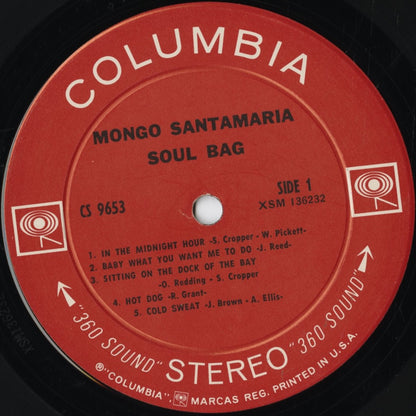 COLUMBIA
MONGO SANTAMARIA
SOUL BAG
CS 9653
SIDE 1
XSM 136232
1. IN THE MIDNIGHT HOUR -S. Cropper - W. Pickett-
2. BABY WHAT YOU WANT ME TO DO -J. Reed-
3. SITTING ON THE DOCK OF THE BAY
-O. Redding - S. Cropper
4. HOT DOG -R. Grant-
5. COLD SWEAT -J. Brown - A. Ellis-
"360 SOUND" STEREO "360 SOUND"
℗"COLUMBIA", MARCAS REG. PRINTED IN U.S.A.